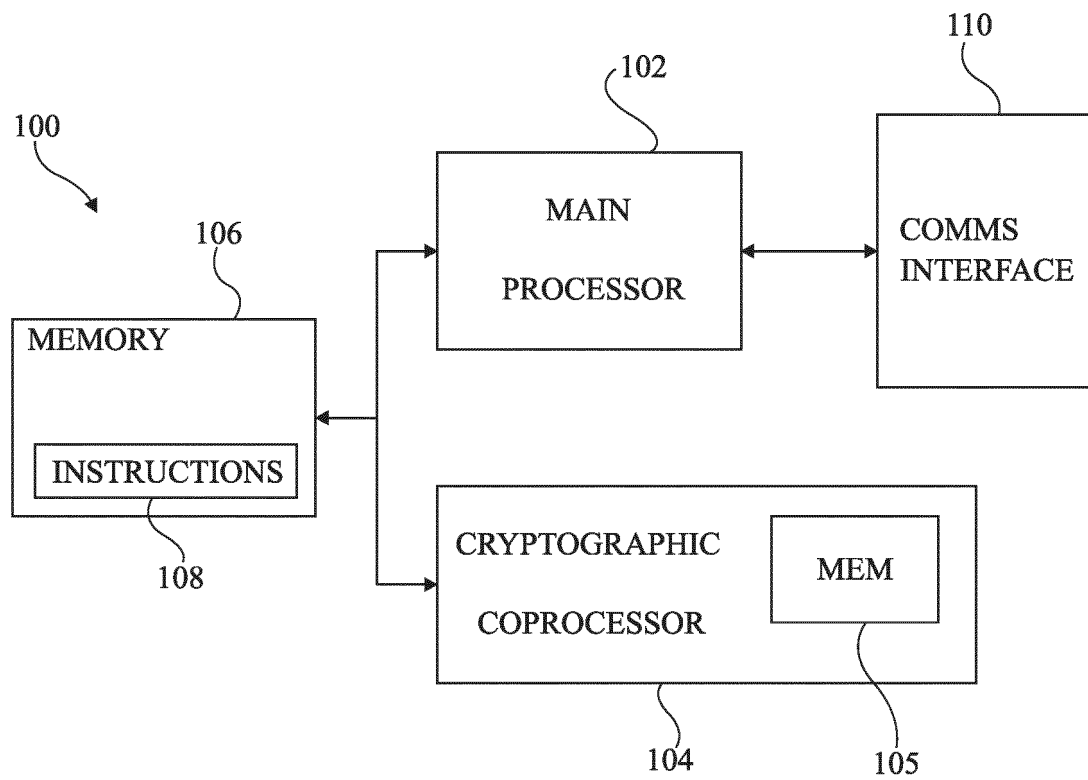 110
102
100
MAIN
PROCESSOR
COMMS
INTERFACE
106
MEMORY
INSTRUCTIONS
108
CRYPTOGRAPHIC
COPROCESSOR
MEM
104
105